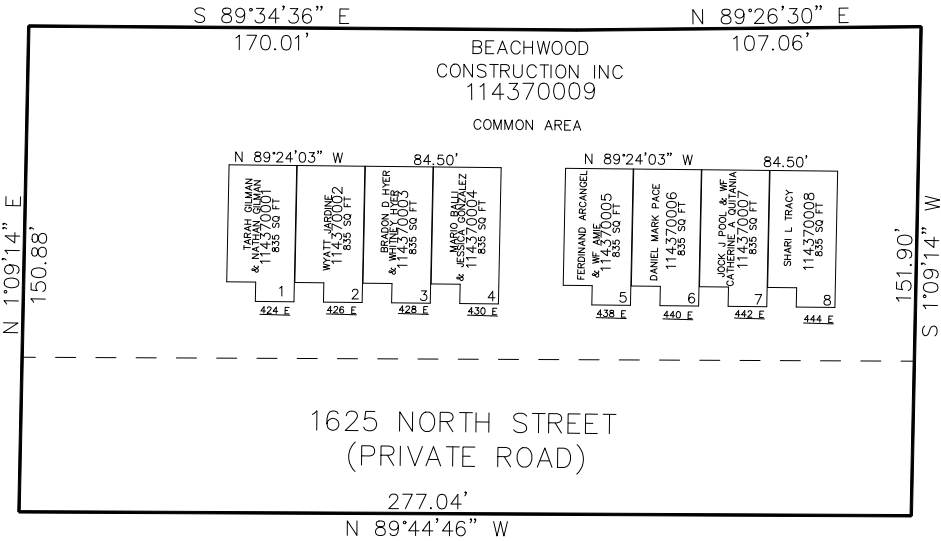 S 89°34'36" E
N 89°26'30" E
170.01'
107.06'
BEACHWOOD
CONSTRUCTION INC
114370009
COMMON AREA
N 1°09'14" E
150.88'
N 89°24'03" W
84.50'
TARAH GILMAN
& NATHAN GILMAN
114370001
835 SQ FT
1
424 E
WYATT JARDINE
114370002
835 SQ FT
2
426 E
BRADON D HYER
& WHITNEY HYER
114370003
835 SQ FT
3
428 E
MARIO BALLI
& JESSICA GONZALEZ
114370004
835 SQ FT
4
430 E
N 89°24'03" W
84.50'
FERDINAND ARCANGEL
& WF AMIE
114370005
835 SQ FT
5
438 E
DANIEL MARK PACE
114370006
835 SQ FT
6
440 E
JOCK J POOL & WF
CATHERINE A QUITANIA
114370007
835 SQ FT
7
442 E
SHARI L TRACY
114370008
835 SQ FT
8
444 E
151.90'
S 1°09'14" W
1625 NORTH STREET
(PRIVATE ROAD)
277.04'
N 89°44'46" W